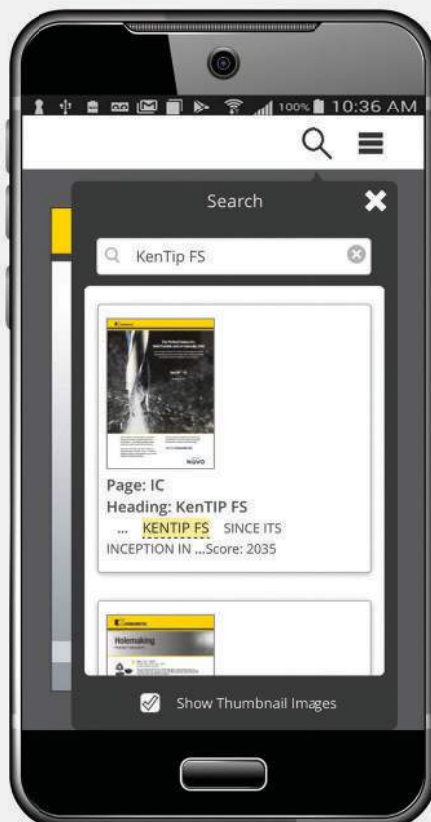 100% 10:36 AM
Search
KenTip FS
Page: IC
Heading: KenTIP FS
... KENTIP FS SINCE ITS
INCEPTION IN ...Score: 2035
Holemaking
Show Thumbnail Images